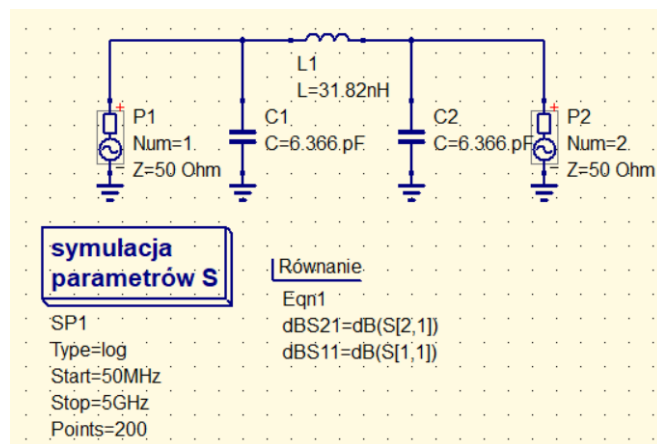 L1
L=31.82nH
P1
Num=1
Z=50 Ohm
C1
C=6.366 pF
C2
C=6.366 pF
P2
Num=2
Z=50 Ohm
symulacja
parametrów S
SP1
Type=log
Start=50MHz
Stop=5GHz
Points=200
Równanie
Eqn1
dBS21=dB(S[2,1])
dBS11=dB(S[1,1])